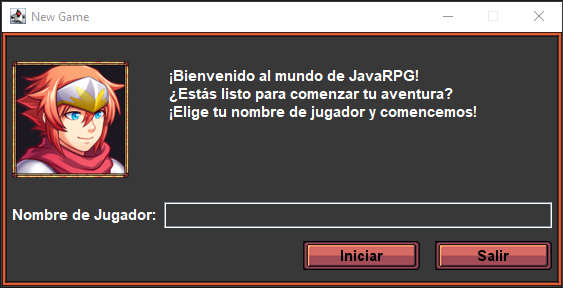 New Game
¡Bienvenido al mundo de JavaRPG!
¿Estás listo para comenzar tu aventura?
¡Elige tu nombre de jugador y comencemos!
Nombre de Jugador:
Iniciar
Salir